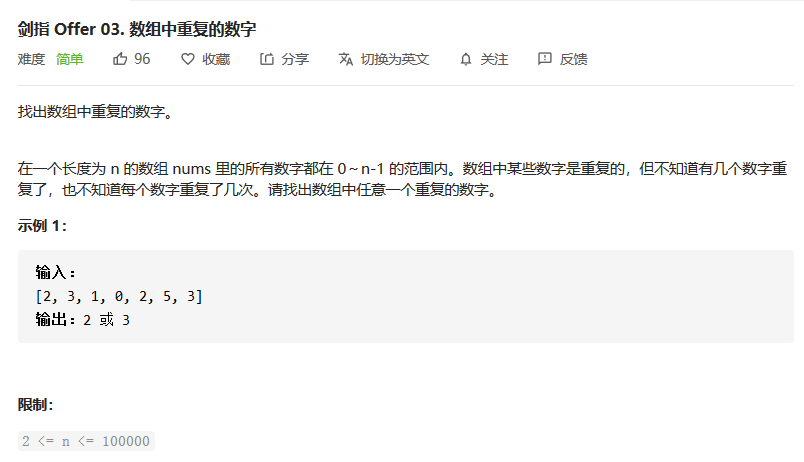 剑指 Offer 03. 数组中重复的数字
难度 简单 96 收藏 分享 切换为英文 关注 反馈
找出数组中重复的数字。
在一个长度为 n 的数组 nums 里的所有数字都在 0～n-1 的范围内。数组中某些数字是重复的，但不知道有几个数字重
复了，也不知道每个数字重复了几次。请找出数组中任意一个重复的数字。
示例 1：
输入：
[2, 3, 1, 0, 2, 5, 3]
输出：2 或 3
限制：
2 <= n <= 100000